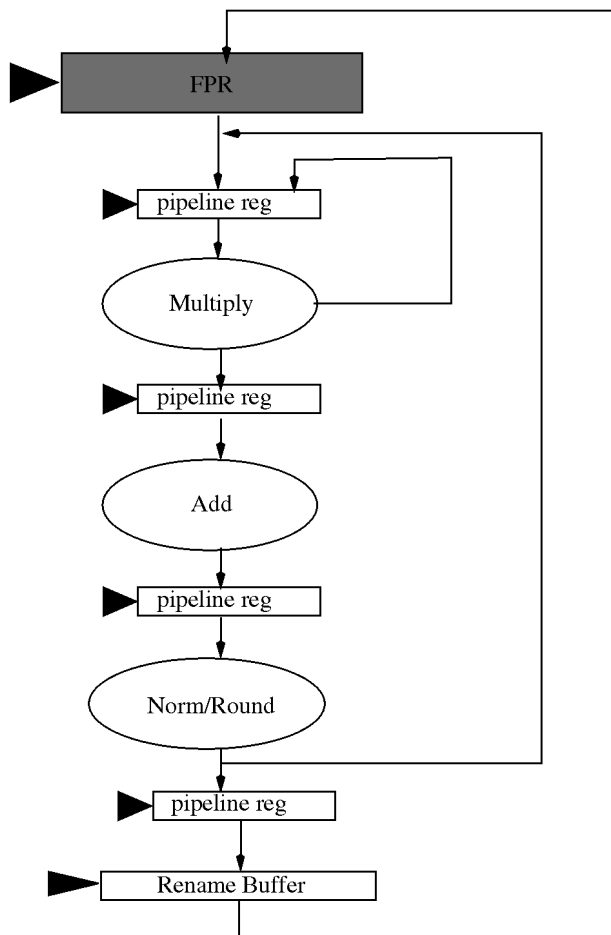 FPR
pipeline reg
Multiply
pipeline reg
Add
pipeline reg
Norm/Round
pipeline reg
Rename Buffer